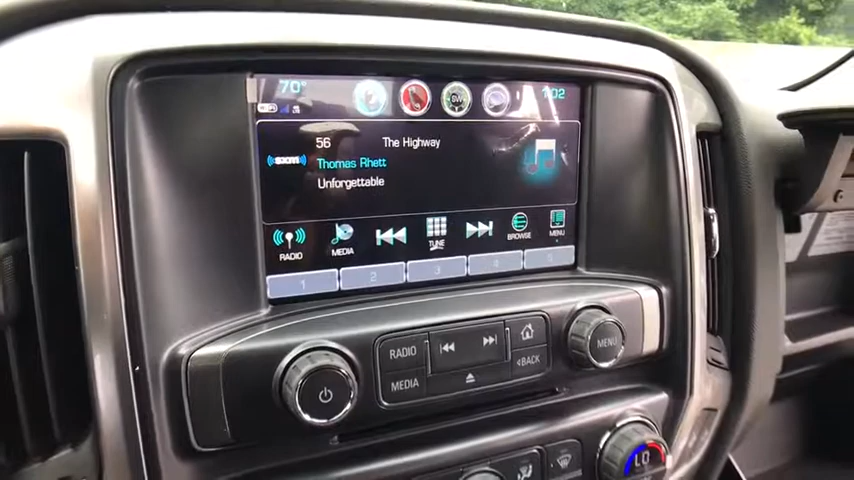 70°
SW
1:02
56
The Highway
sxm
Thomas Rhett
Unforgettable
RADIO
MEDIA
TUNE
BROWSE
MENU
1 2 3 4 5
RADIO
MEDIA
BACK
MENU
LO